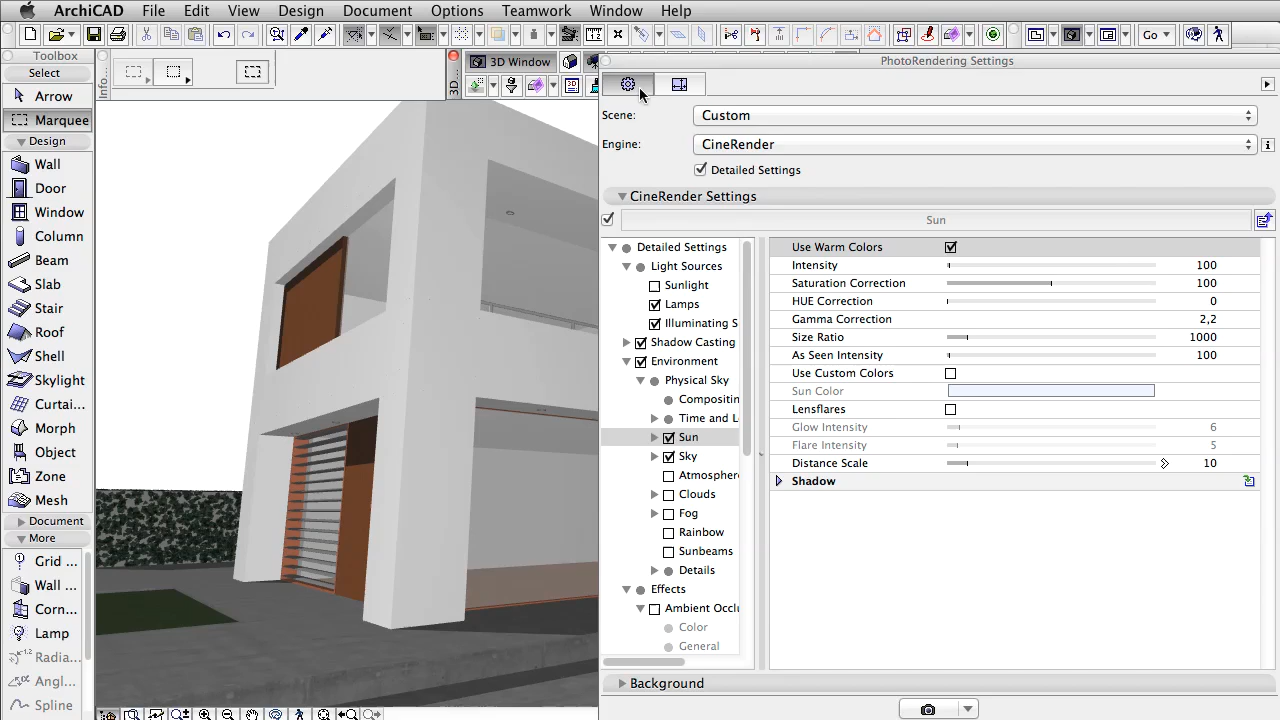 ArchiCAD File Edit View Design Document Options Teamwork Window Help
Go
Toolbox
Select
Arrow
Marquee
Design
Wall
Door
Window
Column
Beam
Slab
Stair
Roof
Shell
Skylight
Curtai...
Morph
Object
Zone
Mesh
Document
More
Grid ...
Wall ...
Corn...
Lamp
Radia...
Angl...
Spline
Info...
3D...
3D Window
PhotoRendering Settings
Scene: Custom
Engine: CineRender
Detailed Settings
CineRender Settings
Sun
Detailed Settings
Light Sources
Sunlight
Lamps
Illuminating S
Shadow Casting
Environment
Physical Sky
Compositin
Time and L
Sun
Sky
Atmospher
Clouds
Fog
Rainbow
Sunbeams
Details
Effects
Ambient Occl
Color
General
Use Warm Colors
Intensity 100
Saturation Correction 100
HUE Correction 0
Gamma Correction 2,2
Size Ratio 1000
As Seen Intensity 100
Use Custom Colors
Sun Color
Lensflares
Glow Intensity 6
Flare Intensity 5
Distance Scale 10
Shadow
Background